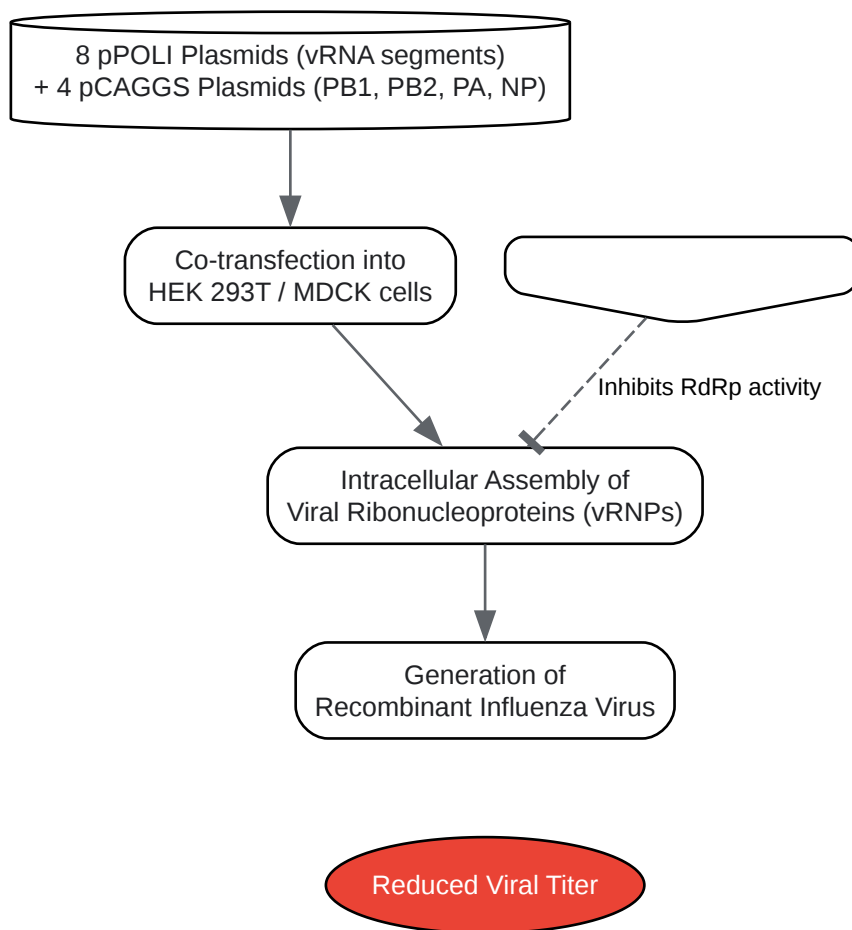 8 pPOLI Plasmids (vRNA segments)
+ 4 pCAGGS Plasmids (PB1, PB2, PA, NP)
Co-transfection into
HEK 293T / MDCK cells
Inhibits RdRp activity
Intracellular Assembly of
Viral Ribonucleoproteins (vRNPs)
Generation of
Recombinant Influenza Virus
Reduced Viral Titer